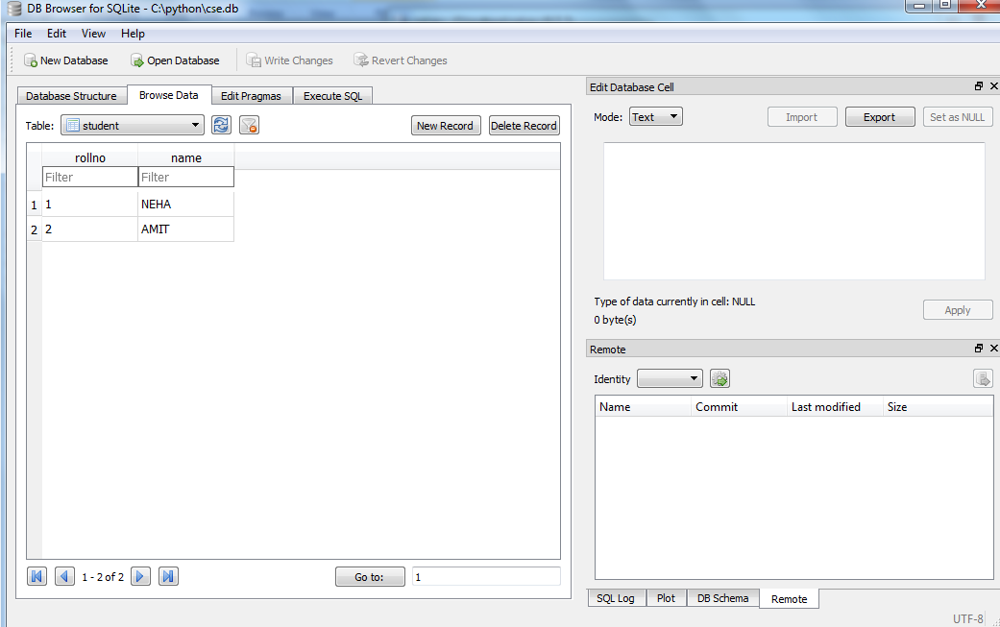 DB Browser for SQLite - C:\python\cse.db
File Edit View Help
New Database Open Database Write Changes Revert Changes
Database Structure Browse Data Edit Pragmas Execute SQL
Table: student New Record Delete Record
rollno name
Filter Filter
1 1 NEHA
2 2 AMIT
1 - 2 of 2 Go to: 1
Edit Database Cell
Mode: Text Import Export Set as NULL
Type of data currently in cell: NULL
0 byte(s)
Apply
Remote
Identity
Name Commit Last modified Size
SQL Log Plot DB Schema Remote
UTF-8